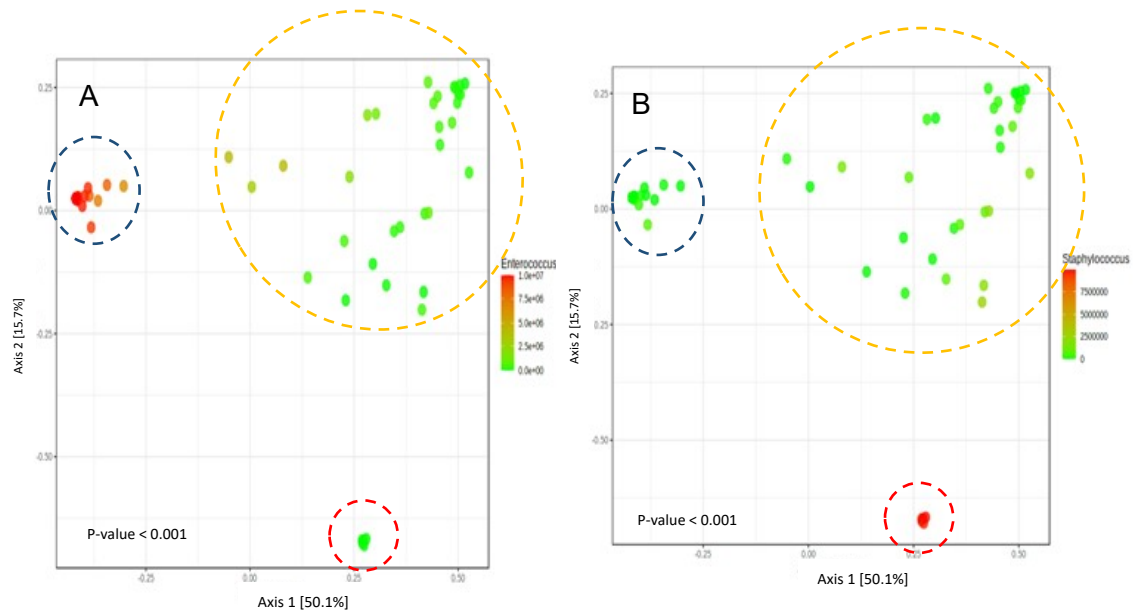 A
0.25
0.00
-0.25
-0.50
Axis 2 [15.7%]
Enterococcus
1.0e+07
7.5e+06
5.0e+06
2.5e+06
0.0e+00
P-value < 0.001
-0.25
0.00
0.25
0.50
Axis 1 [50.1%]
B
0.25
0.00
0.25
-0.50
Axis 2 [15.7%]
Staphylococcus
7500000
5000000
2500000
0
P-value < 0.001
-0.25
0.00
0.25
0.50
Axis 1 [50.1%]